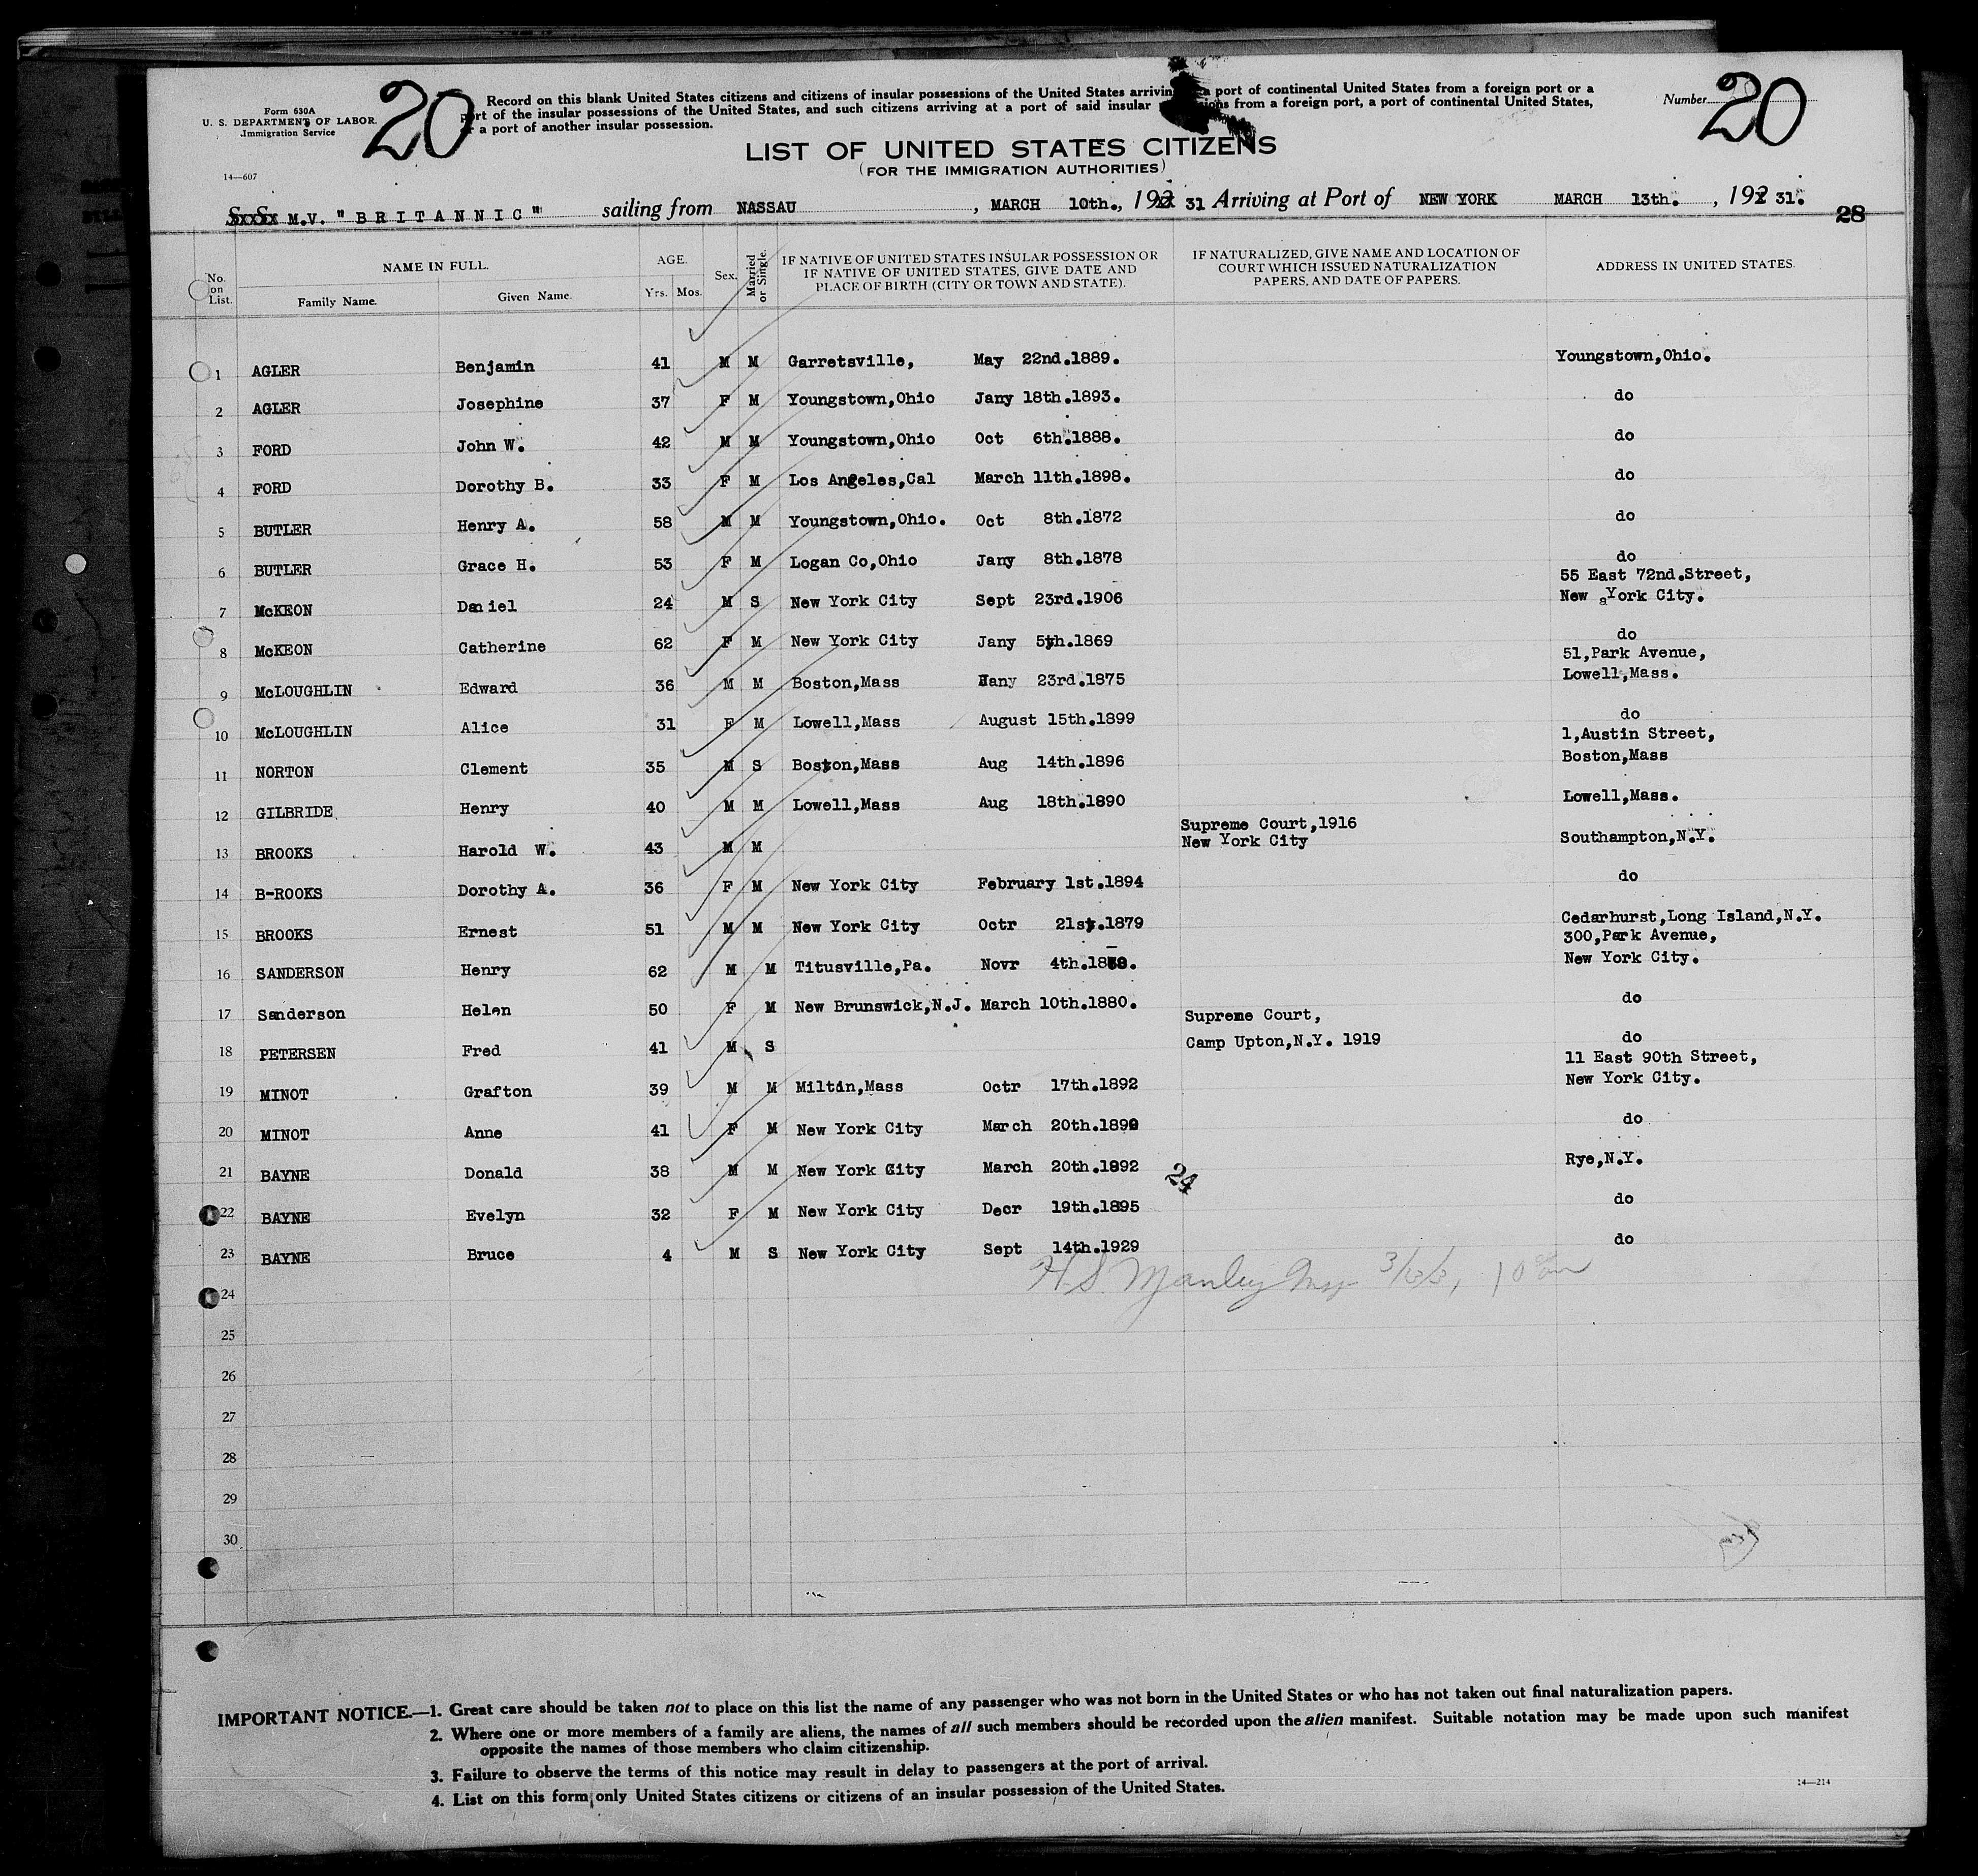 20
20
Form 630A
U. S. DEPARTMENT OF LABOR
Immigration Service
14—607
Record on this blank United States citizens and citizens of insular possessions of the United States arriving a port of continental United States from a foreign port or a
port of the insular possessions of the United States, and such citizens arriving at a port of said insular from a foreign port, a port of continental United States,
or a port of another insular possession.
Number
LIST OF UNITED STATES CITIZENS
(FOR THE IMMIGRATION AUTHORITIES)
M.V. "BRITANNIC" sailing from NASSAU, MARCH 10th., 192 31 Arriving at Port of NEW YORK MARCH 13th., 192 31.
28
No. on List. NAME IN FULL. Family Name. Given Name. AGE. Yrs. Mos. Sex. Married or Single. IF NATIVE OF UNITED STATES INSULAR POSSESSION OR IF NATIVE OF UNITED STATES, GIVE DATE AND PLACE OF BIRTH (CITY OR TOWN AND STATE). IF NATURALIZED, GIVE NAME AND LOCATION OF COURT WHICH ISSUED NATURALIZATION PAPERS, AND DATE OF PAPERS. ADDRESS IN UNITED STATES.
1 AGLER Benjamin 41 M M Garretsville, May 22nd.1889. Youngstown,Ohio.
2 AGLER Josephine 37 F M Youngstown,Ohio Jany 18th.1893. do
3 FORD John W. 42 M M Youngstown,Ohio Oct 6th.1888. do
4 FORD Dorothy B. 33 F M Los Angeles,Cal March 11th.1898. do
5 BUTLER Henry A. 58 M M Youngstown,Ohio. Oct 8th.1872 do
6 BUTLER Grace H. 53 F M Logan Co,Ohio Jany 8th.1878 do
55 East 72nd.Street,
7 McKEON Daniel 24 M S New York City Sept 23rd.1906 New York City.
8 McKEON Catherine 62 F M New York City Jany 5th.1869 do
51,Park Avenue,
9 McLOUGHLIN Edward 36 M M Boston,Mass Jany 23rd.1875 Lowell,Mass.
10 McLOUGHLIN Alice 31 F M Lowell,Mass August 15th.1899 do
1,Austin Street,
11 NORTON Clement 35 M S Boston,Mass Aug 14th.1896 Boston,Mass
12 GILBRIDE Henry 40 M M Lowell,Mass Aug 18th.1890 Lowell,Mass.
Supreme Court,1916
13 BROOKS Harold W. 43 M M New York City Southampton,N.Y.
14 B-ROOKS Dorothy A. 36 F M New York City February 1st.1894 do
15 BROOKS Ernest 51 M M New York City Octr 21st.1879 Cedarhurst,Long Island,N.Y.
300,Park Avenue,
16 SANDERSON Henry 62 M M Titusville,Pa. Novr 4th. New York City.
17 Sanderson Helen 50 F M New Brunswick,N.J. March 10th.1880. do
Supreme Court,
18 PETERSEN Fred 41 M S Camp Upton,N.Y. 1919 do
11 East 90th Street,
19 MINOT Grafton 39 M M Miltin,Mass Octr 17th.1892 New York City.
20 MINOT Anne 41 F M New York City March 20th.1890 do
21 BAYNE Donald 38 M M New York City March 20th.1892 Rye,N.Y.
24
22 BAYNE Evelyn 32 F M New York City Decr 19th.1895 do
23 BAYNE Bruce 4 M S New York City Sept 14th.1929 do
H.S. Manley
24
25
26
27
28
29
30
IMPORTANT NOTICE.—1. Great care should be taken not to place on this list the name of any passenger who was not born in the United States or who has not taken out final naturalization papers.
2. Where one or more members of a family are aliens, the names of all such members should be recorded upon the alien manifest. Suitable notation may be made upon such manifest
opposite the names of those members who claim citizenship.
3. Failure to observe the terms of this notice may result in delay to passengers at the port of arrival.
4. List on this form only United States citizens or citizens of an insular possession of the United States.
14—214